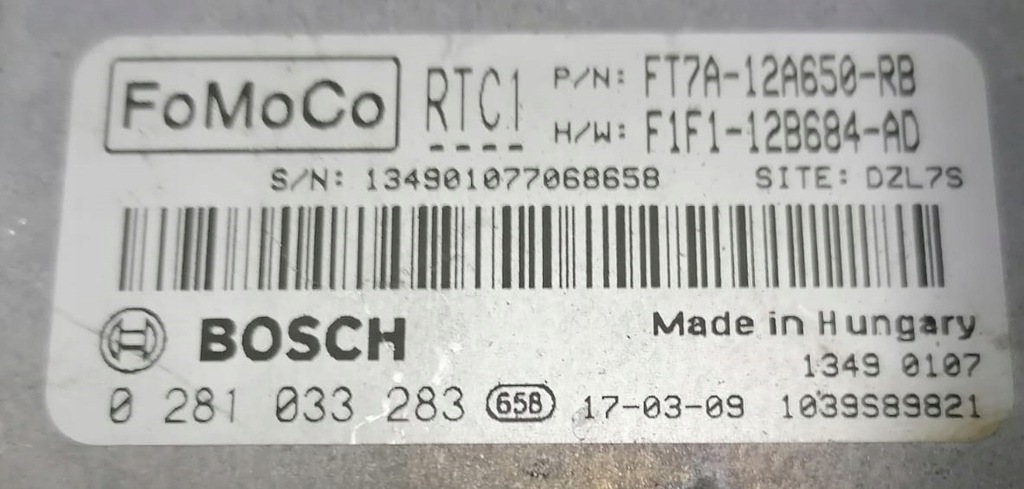 FoMoCo RTC1 P/N: FT7A-12A650-RB
H/W: F1F1-12B684-AD
S/N: 134901077068658 SITE: DZL7S
BOSCH Made in Hungary
1349 0107
0 281 033 283 658 17-03-09 1039S89821